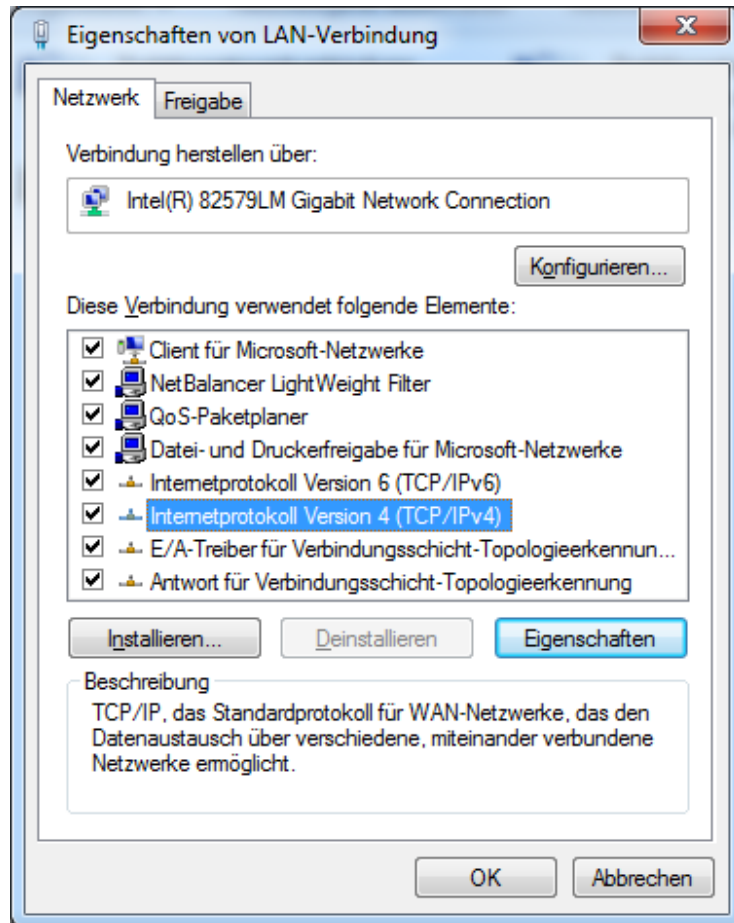 Eigenschaften von LAN-Verbindung
Netzwerk
Freigabe
Verbindung herstellen über:
Intel(R) 82579LM Gigabit Network Connection
Konfigurieren...
Diese Verbindung verwendet folgende Elemente:
Client für Microsoft-Netzwerke
NetBalancer LightWeight Filter
QoS-Paketplaner
Datei- und Druckerfreigabe für Microsoft-Netzwerke
Internetprotokoll Version 6 (TCP/IPv6)
Internetprotokoll Version 4 (TCP/IPv4)
E/A-Treiber für Verbindungsschicht-Topologieerkennun...
Antwort für Verbindungsschicht-Topologieerkennung
Installieren...
Deinstallieren
Eigenschaften
Beschreibung
TCP/IP, das Standardprotokoll für WAN-Netzwerke, das den
Datenaustausch über verschiedene, miteinander verbundene
Netzwerke ermöglicht.
OK
Abbrechen